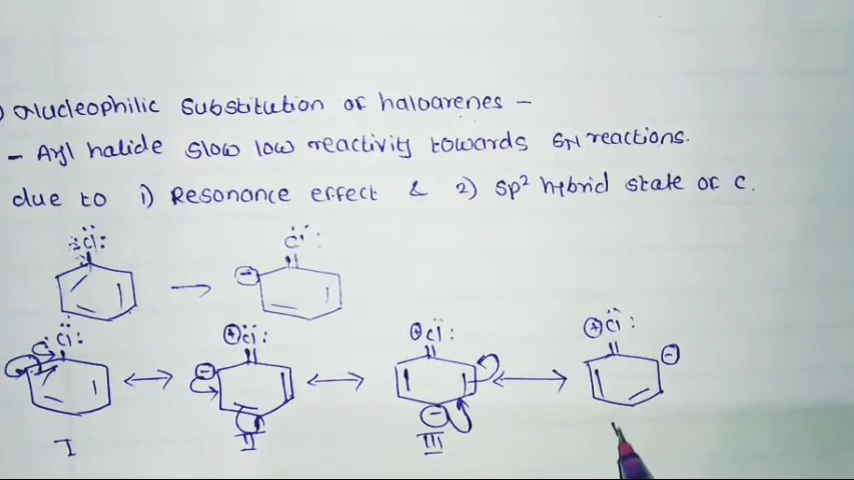 ) Nucleophilic substitution of haloarenes -
- Aryl halide slow low reactivity towards SN reactions.
due to 1) Resonance effect & 2) sp² hybrid state of c.
:Cl: Cl:
Cl: ⊕Cl: ⊕Cl: ⊕Cl:
⊖ ⊖ ⊖
I II III